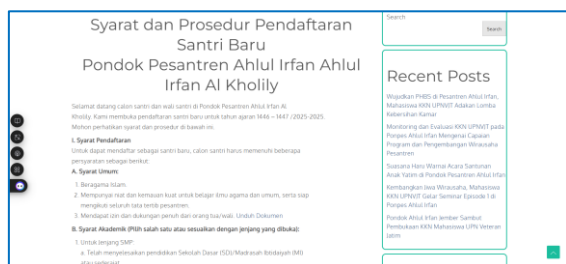 Syarat dan Prosedur Pendaftaran
Santri Baru
Pondok Pesantren Ahlul Irfan Ahlul
Irfan Al Kholily
Selamat datang calon santri dan wali santri di Pondok Pesantren Ahlul Irfan Al
Kholily. Kami membuka pendaftaran santri baru untuk tahun ajaran 1446 – 1447 /2025-2025.
Mohon perhatikan syarat dan prosedur di bawah ini:
I. Syarat Pendaftaran
Untuk dapat mendaftar sebagai santri baru, calon santri harus memenuhi beberapa
persyaratan sebagai berikut:
A. Syarat Umum:
1. Beragama Islam.
2. Mempunyai niat dan kemauan kuat untuk belajar ilmu agama dan umum, serta siap
mengikuti seluruh tata tertib pesantren.
3. Mendapat izin dan dukungan penuh dari orang tua/wali. Unduh Dokumen
B. Syarat Akademik (Pilih salah satu atau sesuaikan dengan jenjang yang dibuka):
1. Untuk Jenjang SMP:
a. Telah menyelesaikan pendidikan Sekolah Dasar (SD)/Madrasah Ibtidaiyah (MI)
atau sederajat.
Search
Search
Recent Posts
Wujudkan PHBS di Pesantren Ahlul Irfan,
Mahasiswa KKN UPNVJT Adakan Lomba
Kebersihan Kamar
Monitoring dan Evaluasi KKN UPNVJT pada
Ponpes Ahlul Irfan Mengenai Capaian
Program dan Pengembangan Wirausaha
Pesantren
Suasana Haru Warnai Acara Santunan
Anak Yatim di Pondok Pesantren Ahlul Irfan
Kembangkan Jiwa Wirausaha, Mahasiswa
KKN UPNVJT Gelar Seminar Episode 1 di
Ponpes Ahlul Irfan
Pondok Ahlul Irfan Jember Sambut
Pembukaan KKN Mahasiswa UPN Veteran
Jatim